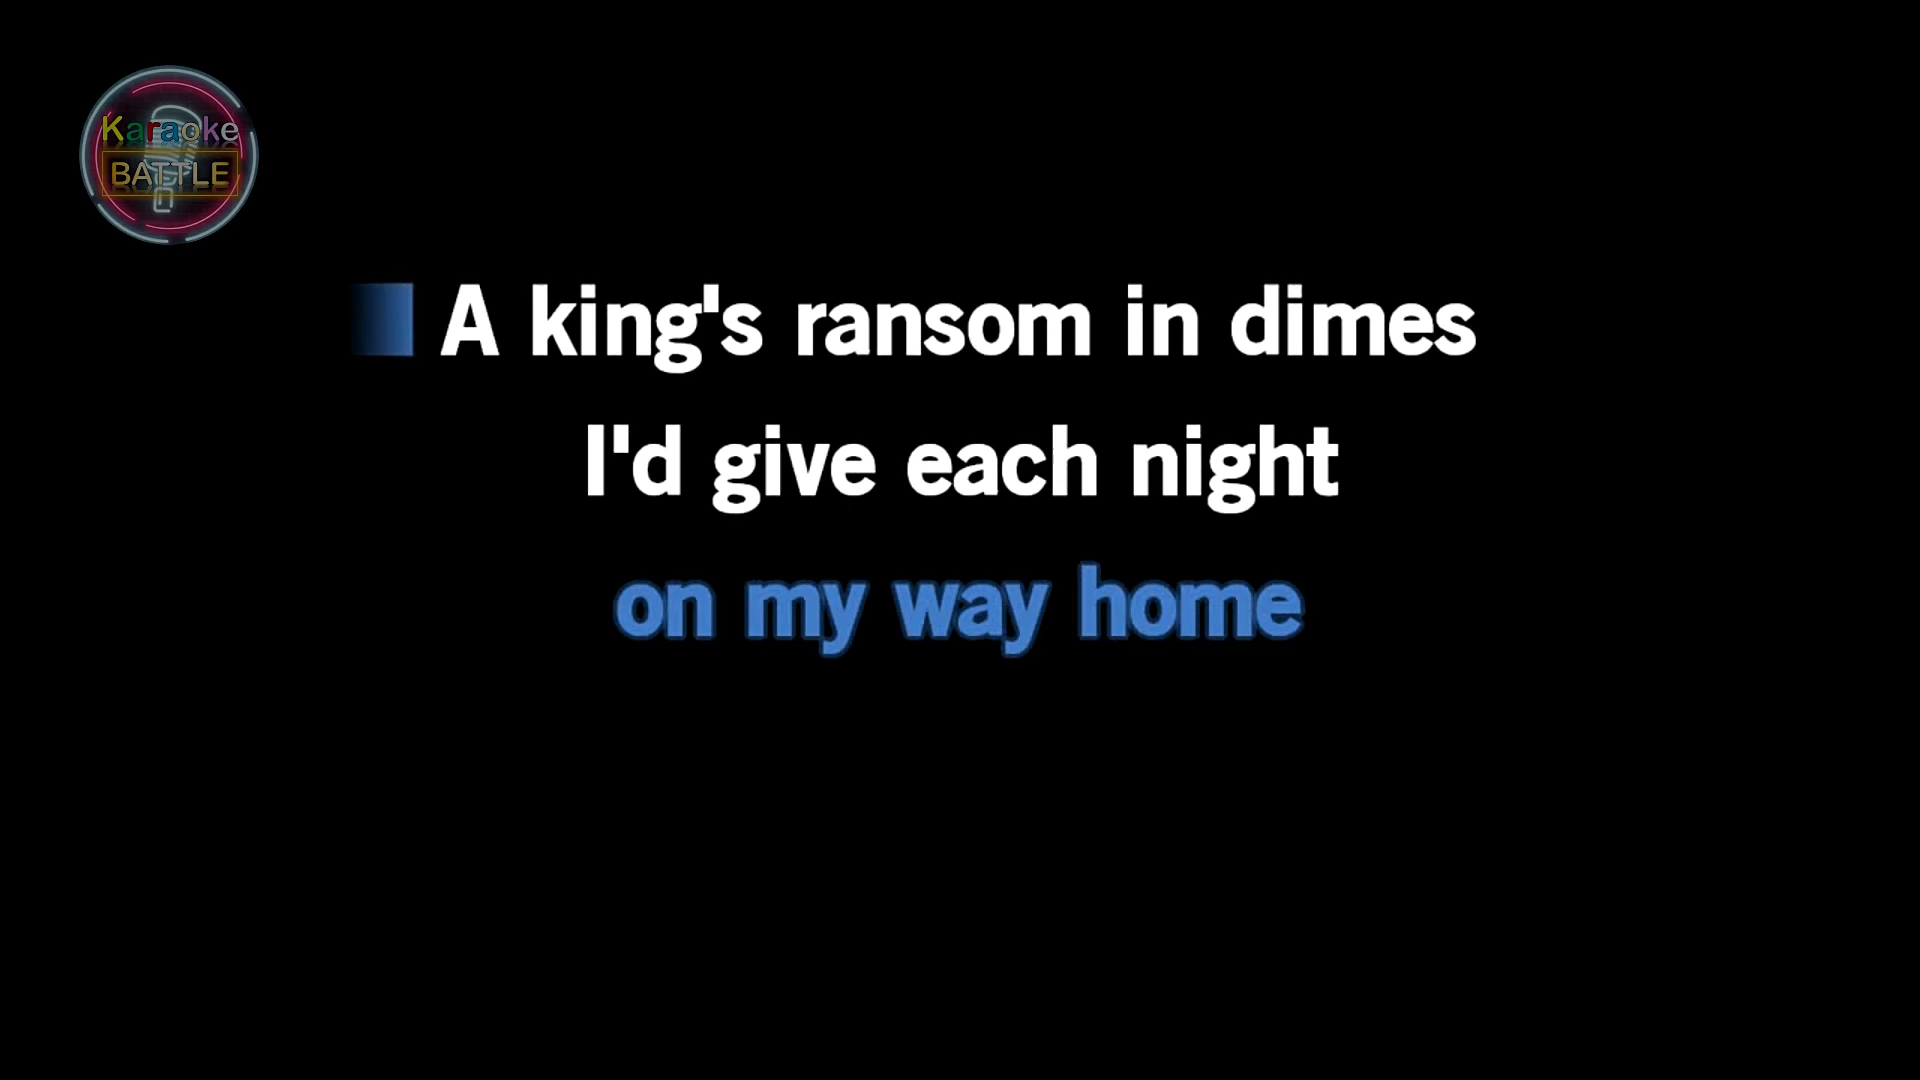 Karaoke
BATTLE
A king's ransom in dimes
I'd give each night
on my way home